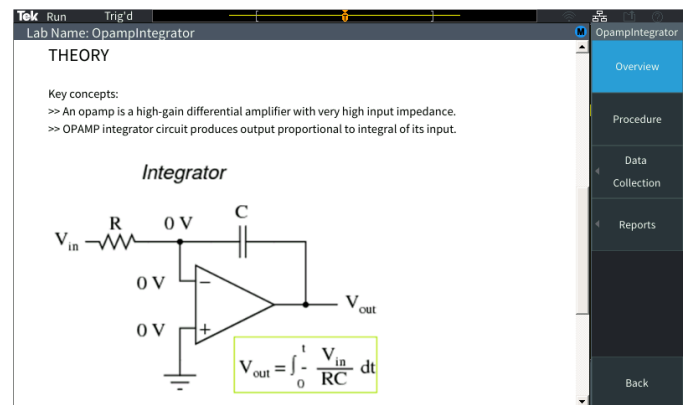 Tek Run Trig'd
Lab Name: OpampIntegrator
M
OpampIntegrator
Overview
Procedure
Data
Collection
Reports
Back
THEORY
Key concepts:
>> An opamp is a high-gain differential amplifier with very high input impedance.
>> OPAMP integrator circuit produces output proportional to integral of its input.
Integrator
R 0 V C
Vin
0 V −
Vout
0 V +
Vout = ∫0t - Vin/RC dt